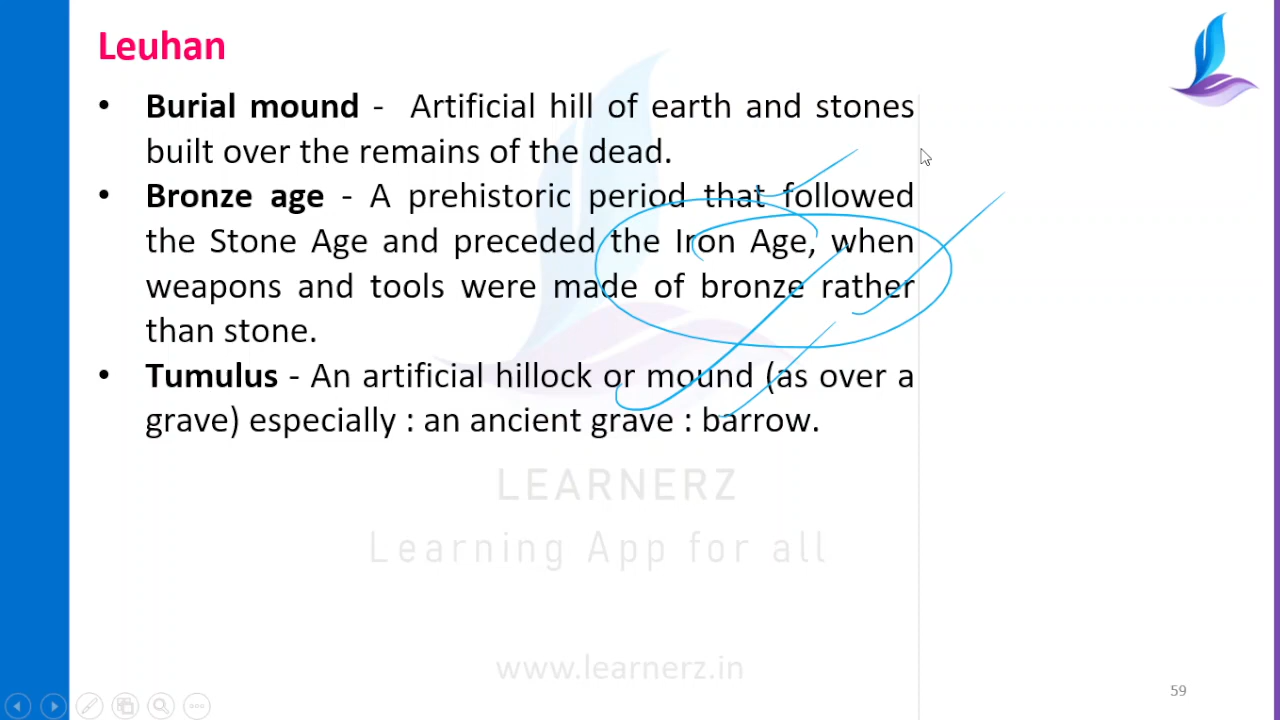 Leuhan
• Burial mound - Artificial hill of earth and stones
built over the remains of the dead.
• Bronze age - A prehistoric period that followed
the Stone Age and preceded the Iron Age, when
weapons and tools were made of bronze rather
than stone.
• Tumulus - An artificial hillock or mound (as over a
grave) especially : an ancient grave : barrow.
LEARNERZ
Learning App for all
www.learnerz.in
59